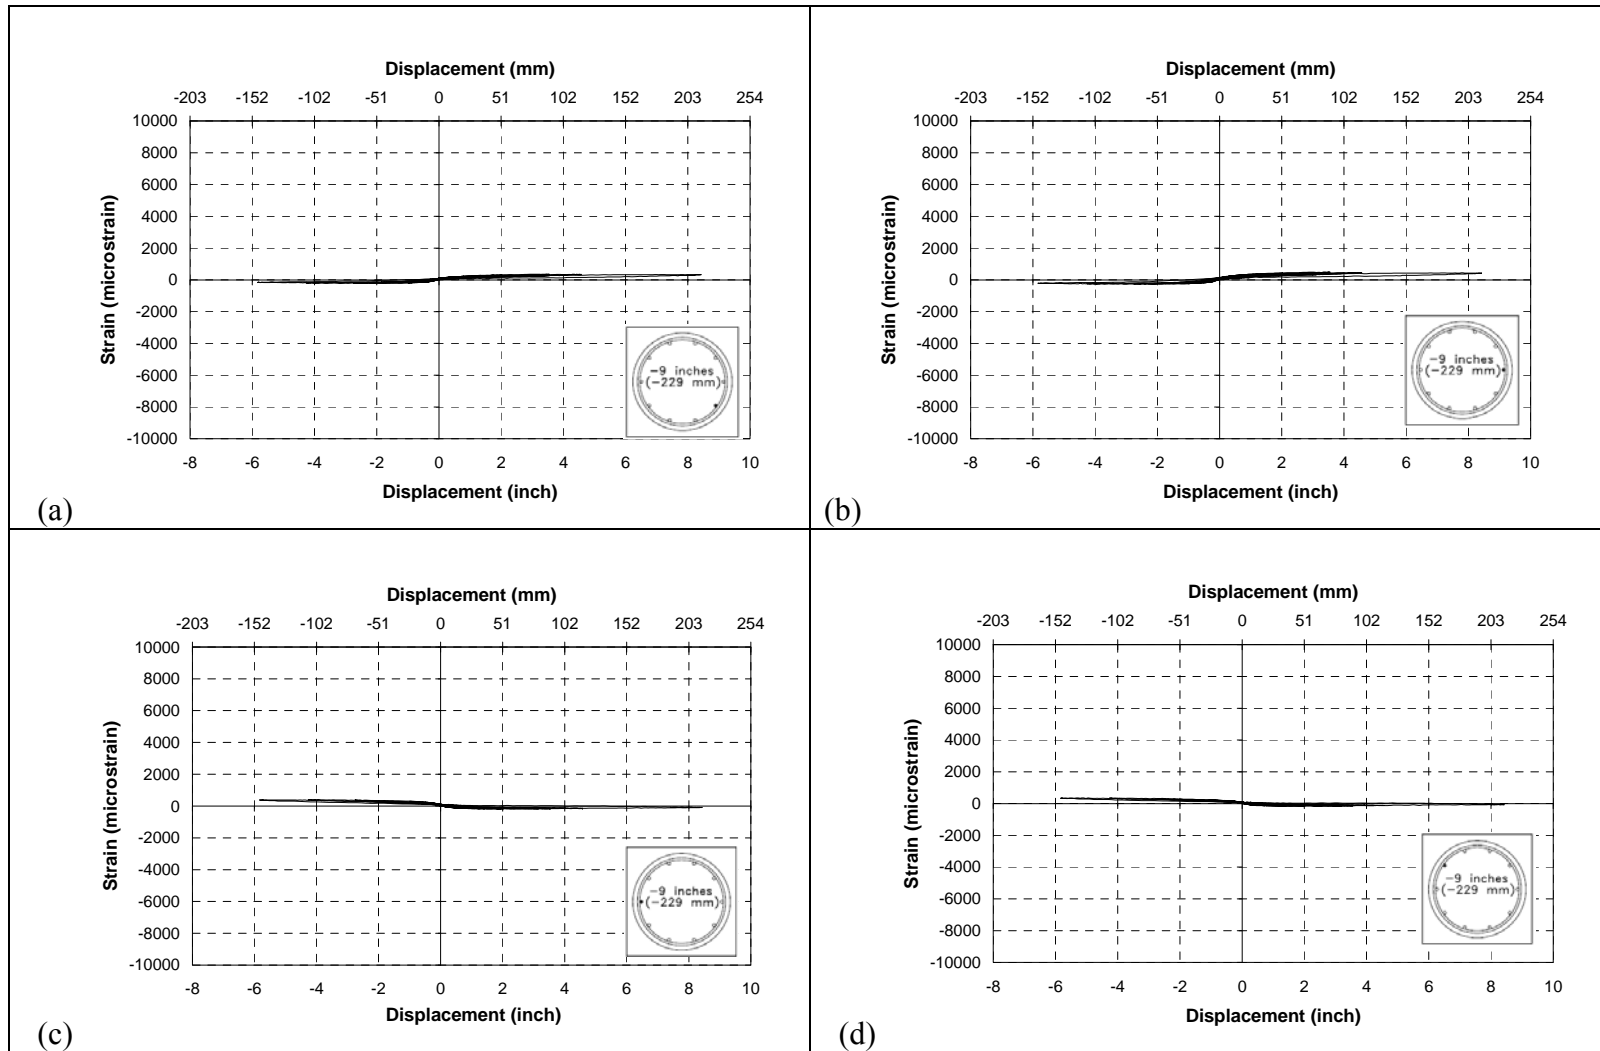 Displacement (mm)
-203 -152 -102 -51 0 51 102 152 203 254
10000
8000
6000
4000
2000
0
-2000
-4000
-6000
-8000
-10000
Strain (microstrain)
-9 inches
(-229 mm)
-8 -6 -4 -2 0 2 4 6 8 10
Displacement (inch)
(a)
Displacement (mm)
-203 -152 -102 -51 0 51 102 152 203 254
10000
8000
6000
4000
2000
0
-2000
-4000
-6000
-8000
-10000
Strain (microstrain)
-9 inches
(-229 mm)
-8 -6 -4 -2 0 2 4 6 8 10
Displacement (inch)
(b)
Displacement (mm)
-203 -152 -102 -51 0 51 102 152 203 254
10000
8000
6000
4000
2000
0
-2000
-4000
-6000
-8000
-10000
Strain (microstrain)
-9 inches
(-229 mm)
-8 -6 -4 -2 0 2 4 6 8 10
Displacement (inch)
(c)
Displacement (mm)
-203 -152 -102 -51 0 51 102 152 203 254
10000
8000
6000
4000
2000
0
-2000
-4000
-6000
-8000
-10000
Strain (microstrain)
-9 inches
(-229 mm)
-8 -6 -4 -2 0 2 4 6 8 10
Displacement (inch)
(d)